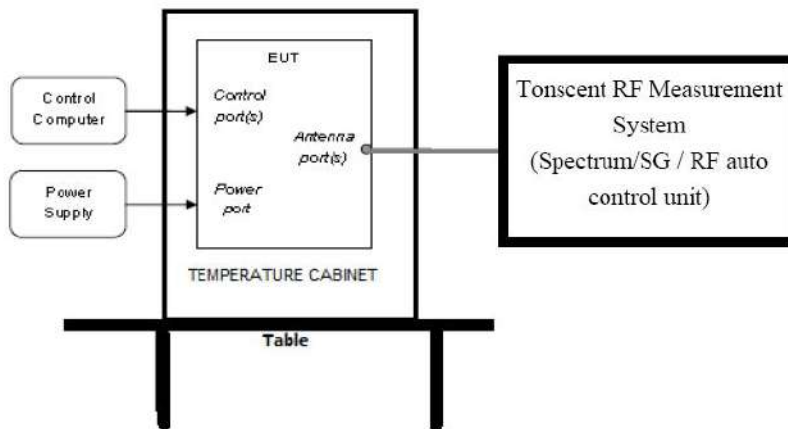 EUT
Control
Computer
Control
port(s)
Antenna
port(s)
Power
Supply
Power
port
TEMPERATURE CABINET
Table
Tonscent RF Measurement
System
(Spectrum/SG / RF auto
control unit)